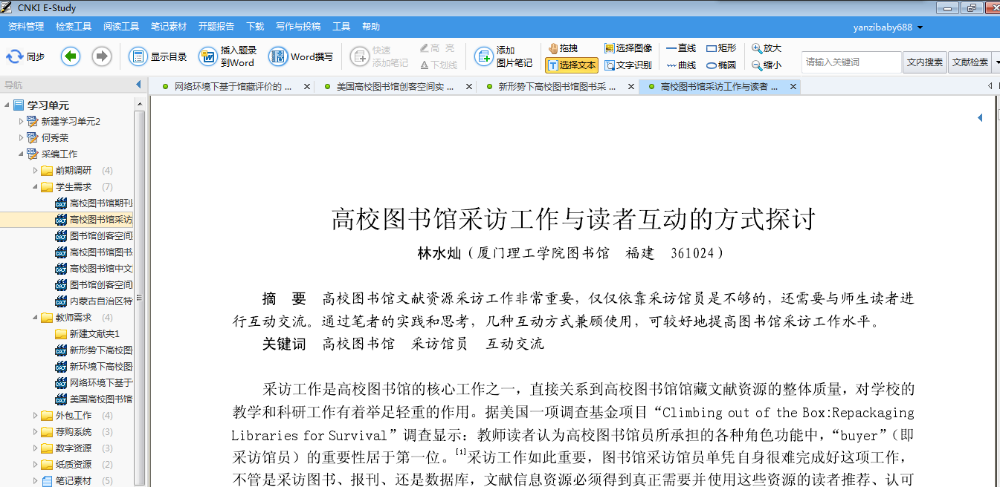 CNKI E-Study
资料管理 检索工具 阅读工具 笔记素材 开题报告 下载 写作与投稿 工具 帮助 yanzibaby688
同步 显示目录 插入题录到Word Word撰写 快速添加笔记 高 亮 下划线 添加图片笔记 拖拽 选择文本 选择图像 文字识别 直线 曲线 矩形 椭圆 放大 缩小 请输入关键词 文内搜索 文献检索
导航
网络环境下基于馆藏评价的 ... 美国高校图书馆创客空间实 ... 新形势下高校图书馆图书采 ... 高校图书馆采访工作与读者 ...
学习单元
新建学习单元2
何秀荣
采编工作
前期调研 (4)
学生需求 (7)
高校图书馆期刊
高校图书馆采访
图书馆创客空间
高校图书馆图书
高校图书馆中文
图书馆创客空间
内蒙古自治区特
教师需求 (4)
新建文献夹1
新形势下高校图
新环境下高校图
网络环境下基于
美国高校图书馆
外包工作 (4)
荐购系统 (3)
数字资源 (3)
纸质资源 (2)
笔记素材 (5)
高校图书馆采访工作与读者互动的方式探讨
林水灿（厦门理工学院图书馆 福建 361024）
摘 要 高校图书馆文献资源采访工作非常重要，仅仅依靠采访馆员是不够的，还需要与师生读者进
行互动交流。通过笔者的实践和思考，几种互动方式兼顾使用，可较好地提高图书馆采访工作水平。
关键词 高校图书馆 采访馆员 互动交流
采访工作是高校图书馆的核心工作之一，直接关系到高校图书馆馆藏文献资源的整体质量，对学校的
教学和科研工作有着举足轻重的作用。据美国一项调查基金项目“Climbing out of the Box:Repackaging
Libraries for Survival”调查显示：教师读者认为高校图书馆员所承担的各种角色功能中，“buyer”（即
采访馆员）的重要性居于第一位。[1]采访工作如此重要，图书馆采访馆员单凭自身很难完成好这项工作，
不管是采访图书、报刊、还是数据库，文献信息资源必须得到真正需要并使用这些资源的读者推荐、认可